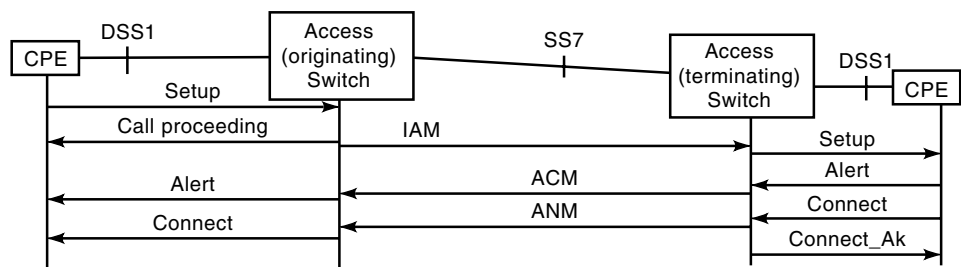 DSS1
Access
(originating)
Switch
SS7
Access
(terminating)
Switch
DSS1
CPE
CPE
Setup
Call proceeding
IAM
Setup
Alert
ACM
Alert
Connect
ANM
Connect
Connect_Ak